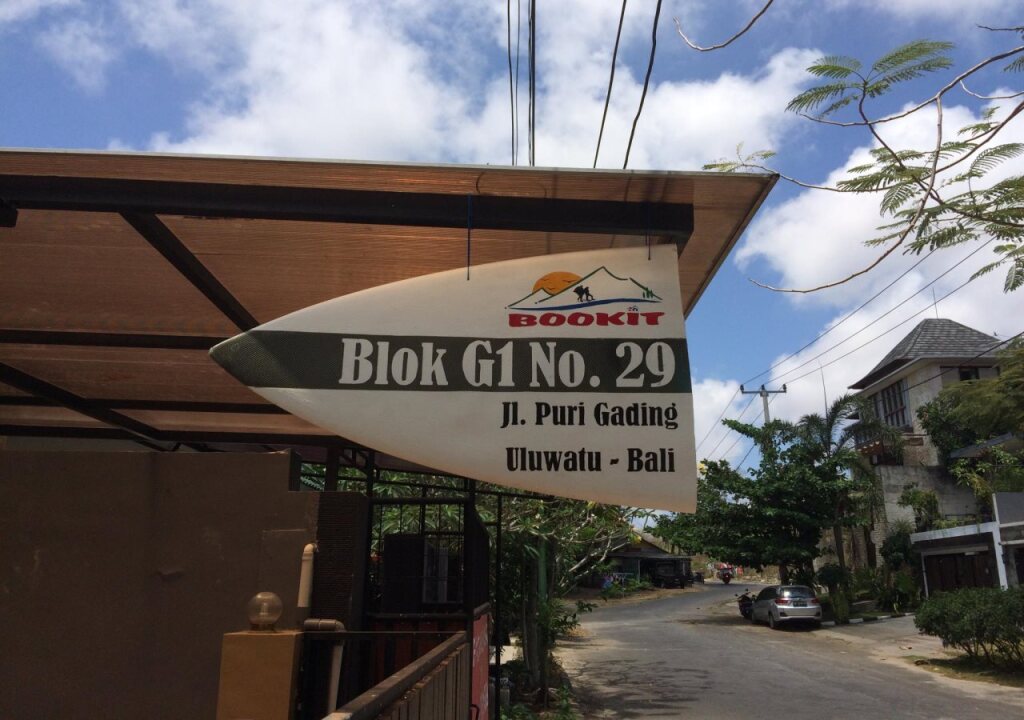 BOOKIT
Blok G1 No. 29
Jl. Puri Gading
Uluwatu - Bali